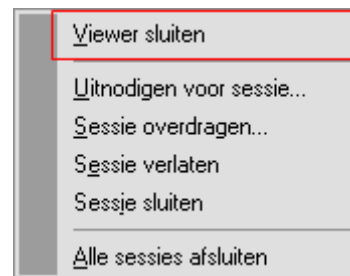 Viewer sluiten
Uitnodigen voor sessie...
Sessie overdragen...
Sessie verlaten
Sessie sluiten
Alle sessies afsluiten